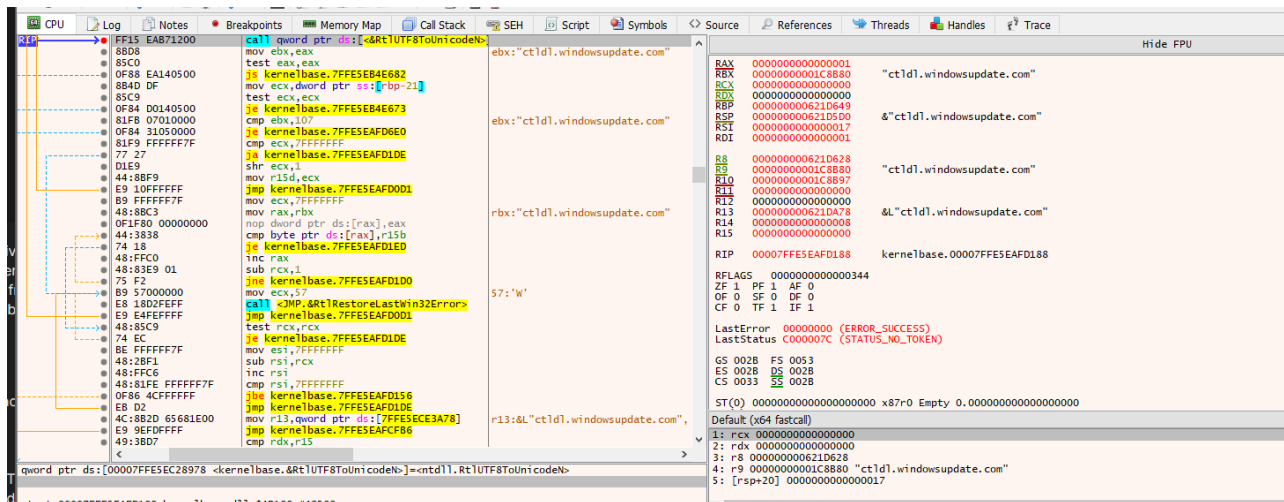 CPU Log Notes Breakpoints Memory Map Call Stack SEH Script Symbols Source References Threads Handles Trace
Hide FPU
RIP FF15 EAB71200 call qword ptr ds:[<&RtlUTF8ToUnicodeN>]
8BD8 mov ebx,eax ebx:"ctldl.windowsupdate.com"
85C0 test eax,eax
0F88 EA140500 js kernelbase.7FFE5EB4E682
8B4D DF mov ecx,dword ptr ss:[rbp-21]
85C9 test ecx,ecx
0F84 D0140500 je kernelbase.7FFE5EB4E673
81FB 07010000 cmp ebx,107 ebx:"ctldl.windowsupdate.com"
0F84 31050000 je kernelbase.7FFE5EAFD6E0
81F9 FFFFFF7F cmp ecx,7FFFFFFF
77 27 ja kernelbase.7FFE5EAFD1DE
D1E9 shr ecx,1
44:8BF9 mov r15d,ecx
E9 10FFFFFF jmp kernelbase.7FFE5EAFD0D1
B9 FFFFFF7F mov ecx,7FFFFFFF
48:8BC3 mov rax,rbx rbx:"ctldl.windowsupdate.com"
0F1F80 00000000 nop dword ptr ds:[rax],eax
44:3838 cmp byte ptr ds:[rax],r15b
74 18 je kernelbase.7FFE5EAFD1ED
48:FFC0 inc rax
48:83E9 01 sub rcx,1
75 F2 jne kernelbase.7FFE5EAFD1D0
B9 57000000 mov ecx,57 57:'W'
E8 18D2FEFF call <JMP.&RtlRestoreLastWin32Error>
E9 E4FEFFFF jmp kernelbase.7FFE5EAFD0D1
48:85C9 test rcx,rcx
74 EC je kernelbase.7FFE5EAFD1DE
BE FFFFFF7F mov esi,7FFFFFFF
48:2BF1 sub rsi,rcx
48:FFC6 inc rsi
48:81FE FFFFFF7F cmp rsi,7FFFFFFF
0F86 4CFFFFFF jbe kernelbase.7FFE5EAFD156
EB D2 jmp kernelbase.7FFE5EAFD1DE
4C:8B2D 65681E00 mov r13,qword ptr ds:[7FFE5ECE3A78] r13:&L"ctldl.windowsupdate.com",
E9 9EFDFFFF jmp kernelbase.7FFE5EAFCFB6
49:3BD7 cmp rdx,r15
qword ptr ds:[00007FFE5EC28978 <kernelbase.&RtlUTF8ToUnicodeN>]=<ntdll.RtlUTF8ToUnicodeN>
RAX 0000000000000001
RBX 0000000001C8B80 "ctldl.windowsupdate.com"
RCX 0000000000000000
RDX 0000000000000000
RBP 000000000621D649
RSP 000000000621D5D0 &"ctldl.windowsupdate.com"
RSI 0000000000000017
RDI 0000000000000001
R8 000000000621D628
R9 0000000001C8B80 "ctldl.windowsupdate.com"
R10 0000000001C8B97
R11 0000000000000000
R12 0000000000000000
R13 000000000621DA78 &L"ctldl.windowsupdate.com"
R14 0000000000000008
R15 0000000000000000
RIP 00007FFE5EAFD188 kernelbase.00007FFE5EAFD188
RFLAGS 0000000000000344
ZF 1 PF 1 AF 0
OF 0 SF 0 DF 0
CF 0 TF 1 IF 1
LastError 00000000 (ERROR_SUCCESS)
LastStatus C000007C (STATUS_NO_TOKEN)
GS 002B FS 0053
ES 002B DS 002B
CS 0033 SS 002B
ST(0) 00000000000000000000 x87r0 Empty 0.000000000000000000
Default (x64 fastcall)
1: rcx 0000000000000000
2: rdx 0000000000000000
3: r8 000000000621D628
4: r9 0000000001C8B80 "ctldl.windowsupdate.com"
5: [rsp+20] 0000000000000017